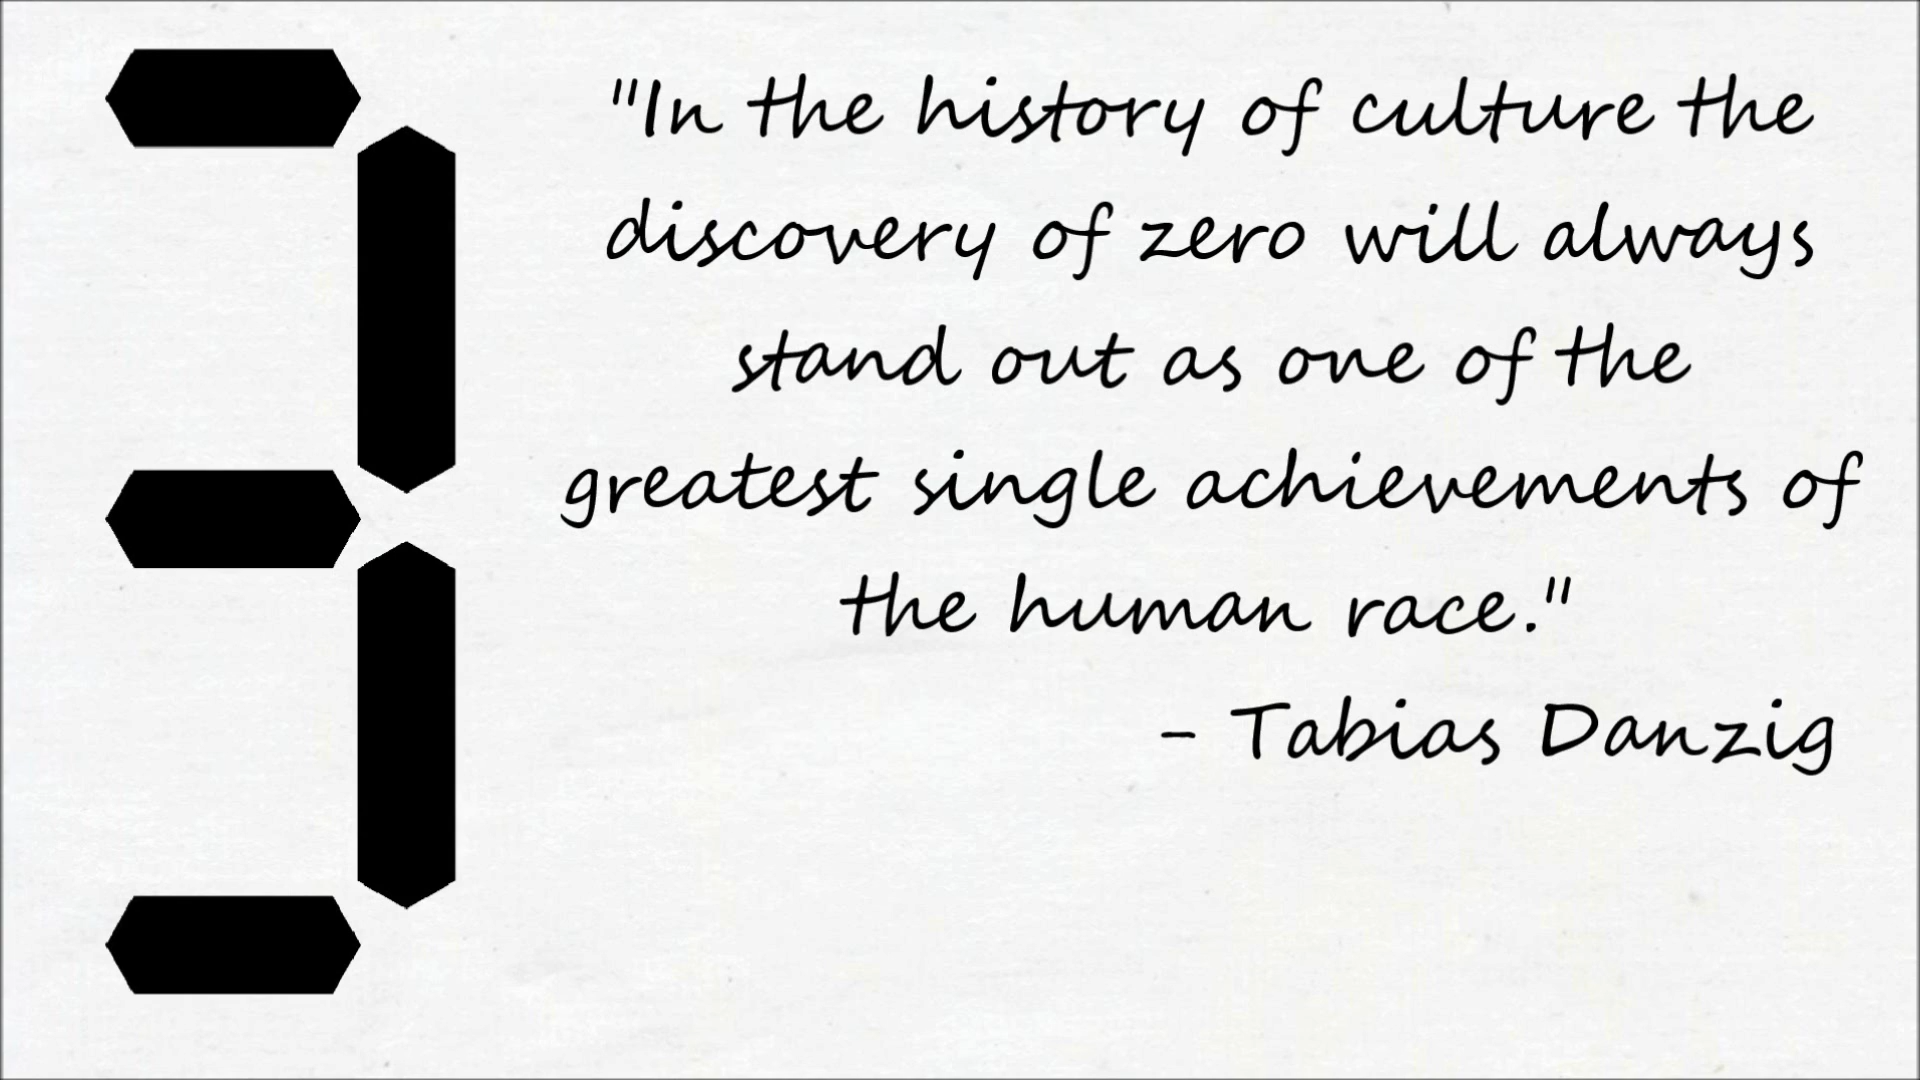 3
"In the history of culture the
discovery of zero will always
stand out as one of the
greatest single achievements of
the human race."
- Tabias Danzig